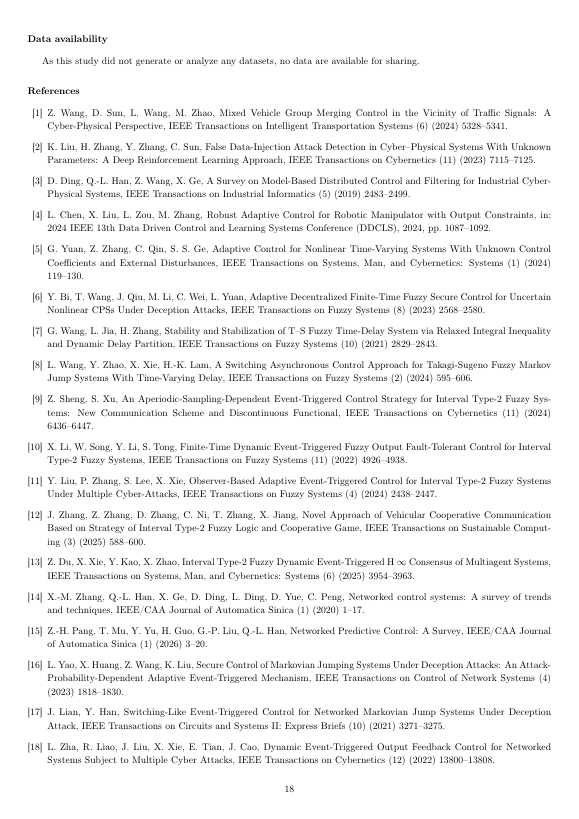 Data availability
As this study did not generate or analyze any datasets, no data are available for sharing.
References
[1] Z. Wang, D. Sun, L. Wang, M. Zhao, Mixed Vehicle Group Merging Control in the Vicinity of Traffic Signals: A
Cyber-Physical Perspective, IEEE Transactions on Intelligent Transportation Systems (6) (2024) 5328–5341.
[2] K. Liu, H. Zhang, Y. Zhang, C. Sun, False Data-Injection Attack Detection in Cyber–Physical Systems With Unknown
Parameters: A Deep Reinforcement Learning Approach, IEEE Transactions on Cybernetics (11) (2023) 7115–7125.
[3] D. Ding, Q.-L. Han, Z. Wang, X. Ge, A Survey on Model-Based Distributed Control and Filtering for Industrial Cyber-
Physical Systems, IEEE Transactions on Industrial Informatics (5) (2019) 2483–2499.
[4] L. Chen, X. Liu, L. Zou, M. Zhang, Robust Adaptive Control for Robotic Manipulator with Output Constraints, in:
2024 IEEE 13th Data Driven Control and Learning Systems Conference (DDCLS), 2024, pp. 1087–1092.
[5] G. Yuan, Z. Zhang, C. Qin, S. S. Ge, Adaptive Control for Nonlinear Time-Varying Systems With Unknown Control
Coefficients and External Disturbances, IEEE Transactions on Systems, Man, and Cybernetics: Systems (1) (2024)
119–130.
[6] Y. Bi, T. Wang, J. Qiu, M. Li, C. Wei, L. Yuan, Adaptive Decentralized Finite-Time Fuzzy Secure Control for Uncertain
Nonlinear CPSs Under Deception Attacks, IEEE Transactions on Fuzzy Systems (8) (2023) 2568–2580.
[7] G. Wang, L. Jia, H. Zhang, Stability and Stabilization of T–S Fuzzy Time-Delay System via Relaxed Integral Inequality
and Dynamic Delay Partition, IEEE Transactions on Fuzzy Systems (10) (2021) 2829–2843.
[8] L. Wang, Y. Zhao, X. Xie, H.-K. Lam, A Switching Asynchronous Control Approach for Takagi-Sugeno Fuzzy Markov
Jump Systems With Time-Varying Delay, IEEE Transactions on Fuzzy Systems (2) (2024) 595–606.
[9] Z. Sheng, S. Xu, An Aperiodic-Sampling-Dependent Event-Triggered Control Strategy for Interval Type-2 Fuzzy Sys-
tems: New Communication Scheme and Discontinuous Functional, IEEE Transactions on Cybernetics (11) (2024)
6436–6447.
[10] X. Li, W. Song, Y. Li, S. Tong, Finite-Time Dynamic Event-Triggered Fuzzy Output Fault-Tolerant Control for Interval
Type-2 Fuzzy Systems, IEEE Transactions on Fuzzy Systems (11) (2022) 4926–4938.
[11] Y. Liu, P. Zhang, S. Lee, X. Xie, Observer-Based Adaptive Event-Triggered Control for Interval Type-2 Fuzzy Systems
Under Multiple Cyber-Attacks, IEEE Transactions on Fuzzy Systems (4) (2024) 2438–2447.
[12] J. Zhang, Z. Zhang, D. Zhang, C. Ni, T. Zhang, X. Jiang, Novel Approach of Vehicular Cooperative Communication
Based on Strategy of Interval Type-2 Fuzzy Logic and Cooperative Game, IEEE Transactions on Sustainable Comput-
ing (3) (2025) 588–600.
[13] Z. Du, X. Xie, Y. Kao, X. Zhao, Interval Type-2 Fuzzy Dynamic Event-Triggered H ∞ Consensus of Multiagent Systems,
IEEE Transactions on Systems, Man, and Cybernetics: Systems (6) (2025) 3954–3963.
[14] X.-M. Zhang, Q.-L. Han, X. Ge, D. Ding, L. Ding, D. Yue, C. Peng, Networked control systems: A survey of trends
and techniques, IEEE/CAA Journal of Automatica Sinica (1) (2020) 1–17.
[15] Z.-H. Pang, T. Mu, Y. Yu, H. Guo, G.-P. Liu, Q.-L. Han, Networked Predictive Control: A Survey, IEEE/CAA Journal
of Automatica Sinica (1) (2026) 3–20.
[16] L. Yao, X. Huang, Z. Wang, K. Liu, Secure Control of Markovian Jumping Systems Under Deception Attacks: An Attack-
Probability-Dependent Adaptive Event-Triggered Mechanism, IEEE Transactions on Control of Network Systems (4)
(2023) 1818–1830.
[17] J. Lian, Y. Han, Switching-Like Event-Triggered Control for Networked Markovian Jump Systems Under Deception
Attack, IEEE Transactions on Circuits and Systems II: Express Briefs (10) (2021) 3271–3275.
[18] L. Zha, R. Liao, J. Liu, X. Xie, E. Tian, J. Cao, Dynamic Event-Triggered Output Feedback Control for Networked
Systems Subject to Multiple Cyber Attacks, IEEE Transactions on Cybernetics (12) (2022) 13800–13808.
18